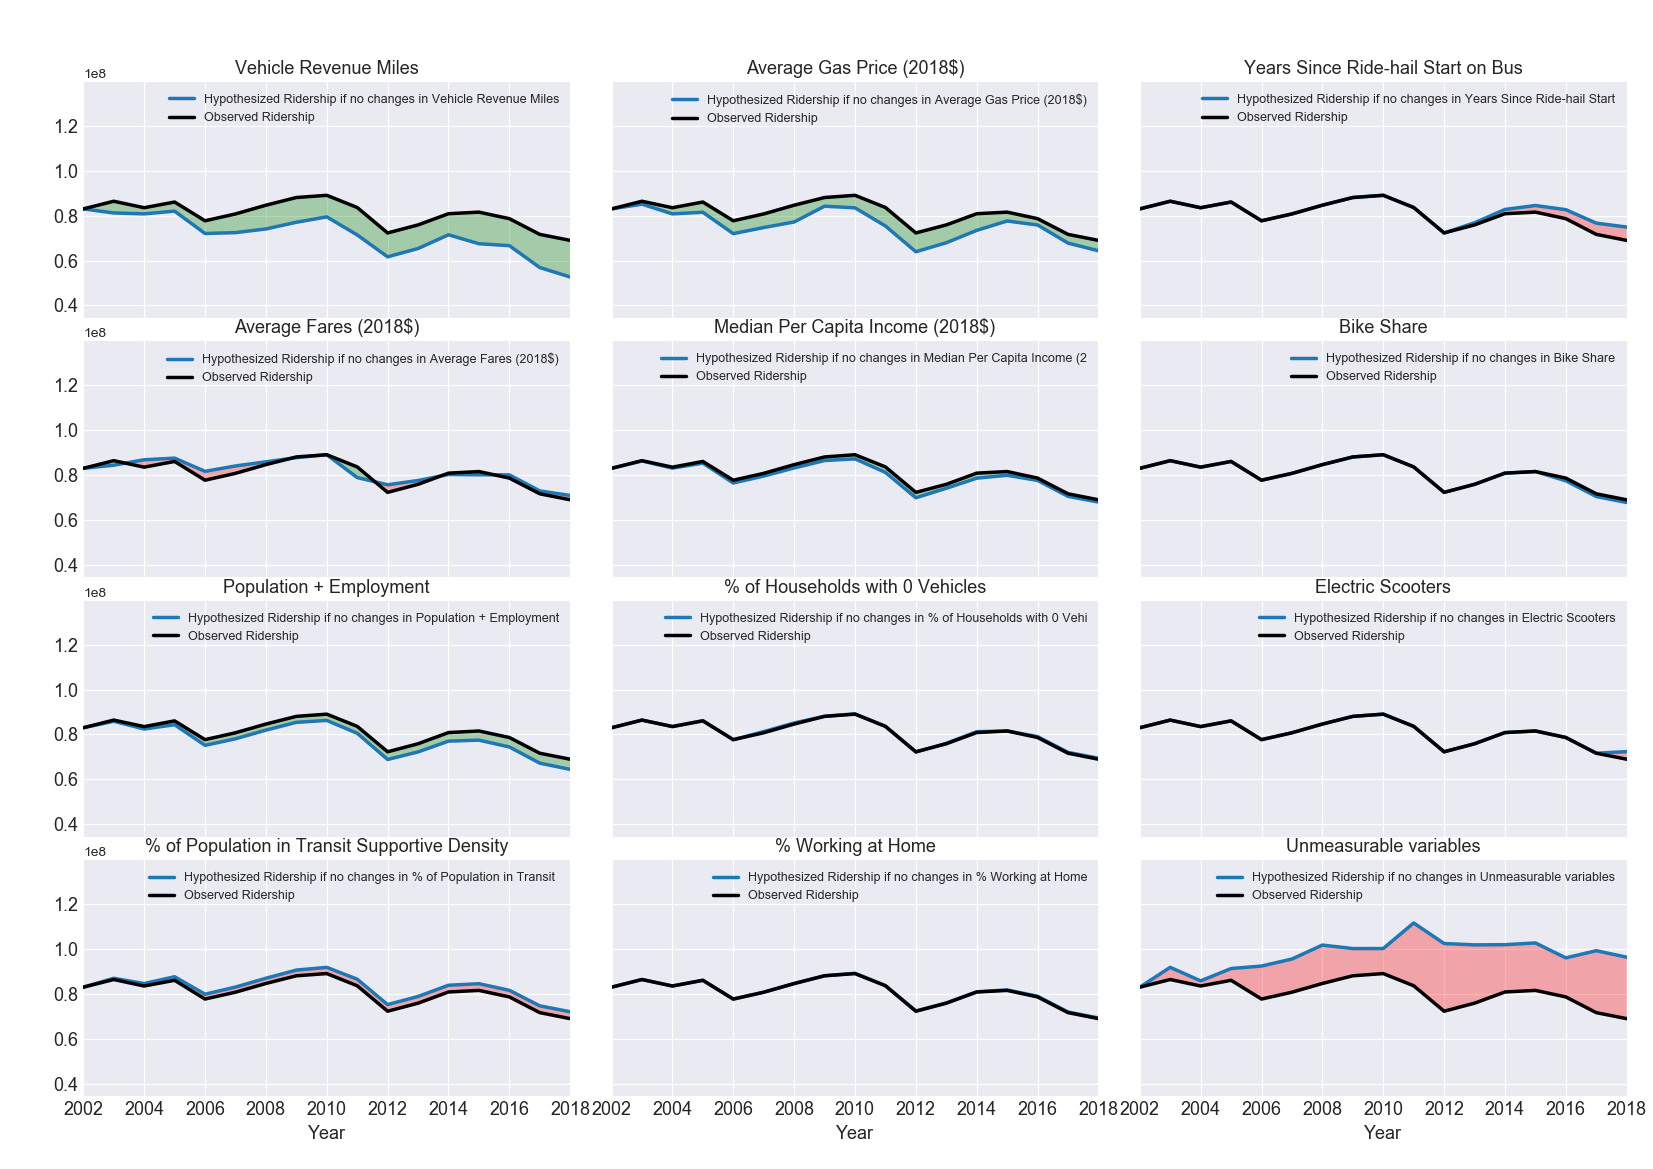 Vehicle Revenue Miles
1e8
Hypothesized Ridership if no changes in Vehicle Revenue Miles
Observed Ridership
1.2
1.0
0.8
0.6
0.4
Average Gas Price (2018$)
Hypothesized Ridership if no changes in Average Gas Price (2018$)
Observed Ridership
Years Since Ride-hail Start on Bus
Hypothesized Ridership if no changes in Years Since Ride-hail Start
Observed Ridership
Average Fares (2018$)
1e8
Hypothesized Ridership if no changes in Average Fares (2018$)
Observed Ridership
1.2
1.0
0.8
0.6
0.4
Median Per Capita Income (2018$)
Hypothesized Ridership if no changes in Median Per Capita Income (2
Observed Ridership
Bike Share
Hypothesized Ridership if no changes in Bike Share
Observed Ridership
Population + Employment
1e8
Hypothesized Ridership if no changes in Population + Employment
Observed Ridership
1.2
1.0
0.8
0.6
0.4
% of Households with 0 Vehicles
Hypothesized Ridership if no changes in % of Households with 0 Vehi
Observed Ridership
Electric Scooters
Hypothesized Ridership if no changes in Electric Scooters
Observed Ridership
% of Population in Transit Supportive Density
1e8
Hypothesized Ridership if no changes in % of Population in Transit
Observed Ridership
1.2
1.0
0.8
0.6
0.4
2002 2004 2006 2008 2010 2012 2014 2016 2018
Year
% Working at Home
Hypothesized Ridership if no changes in % Working at Home
Observed Ridership
2002 2004 2006 2008 2010 2012 2014 2016 2018
Year
Unmeasurable variables
Hypothesized Ridership if no changes in Unmeasurable variables
Observed Ridership
2002 2004 2006 2008 2010 2012 2014 2016 2018
Year